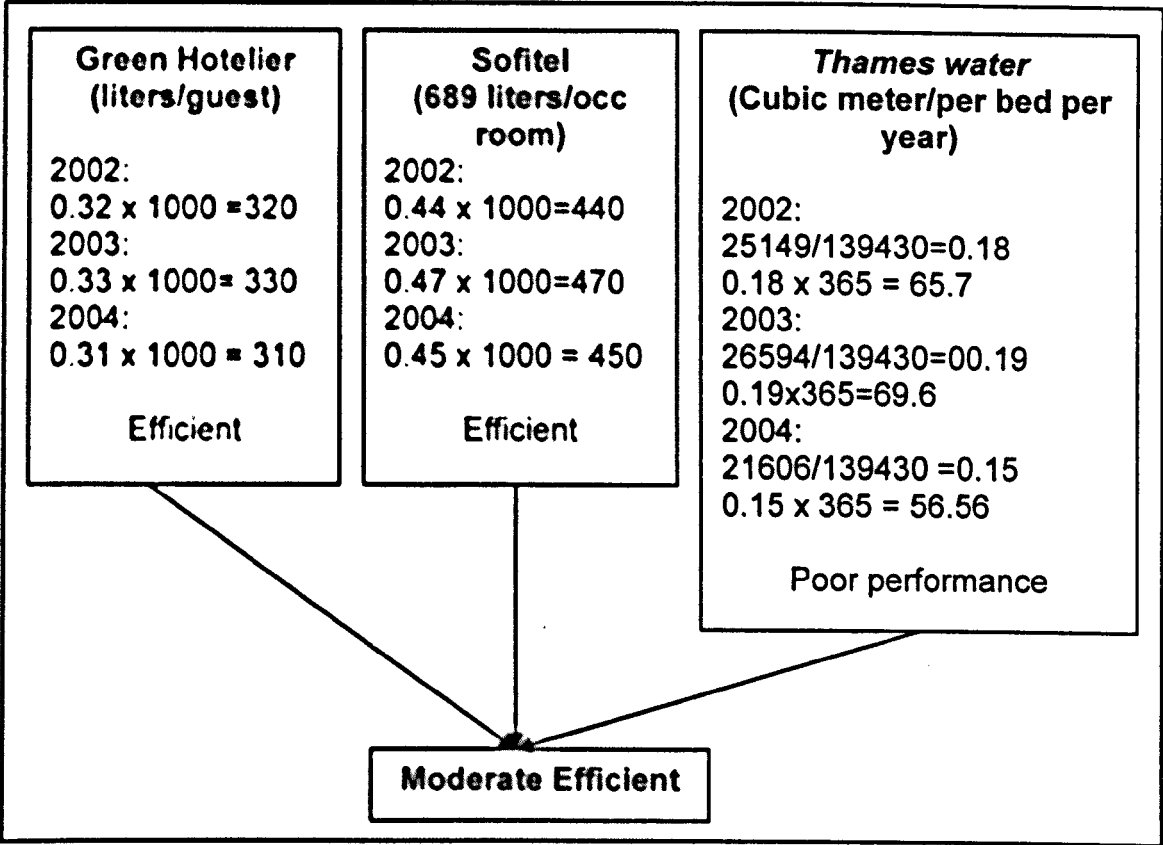 Green Hotelier
(liters/guest)
2002:
0.32 x 1000 =320
2003:
0.33 x 1000= 330
2004:
0.31 x 1000 = 310
Efficient
Sofitel
(689 liters/occ
room)
2002:
0.44 x 1000=440
2003:
0.47 x 1000=470
2004:
0.45 x 1000 = 450
Efficient
Thames water
(Cubic meter/per bed per
year)
2002:
25149/139430=0.18
0.18 x 365 = 65.7
2003:
26594/139430=00.19
0.19x365=69.6
2004:
21606/139430 =0.15
0.15 x 365 = 56.56
Poor performance
Moderate Efficient